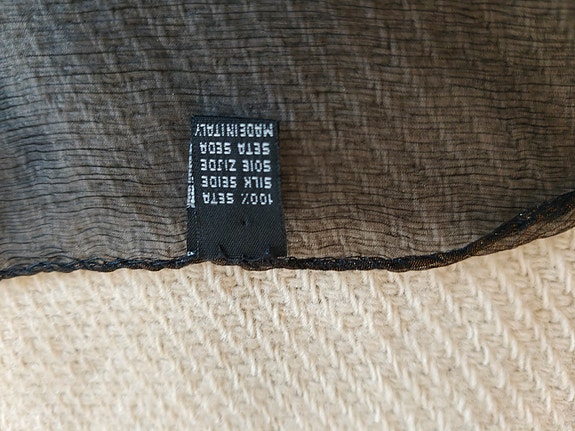 100% SETA
SILK SEIDE
SOIE ZIJDE
SETA SEDA
MADE IN ITALY